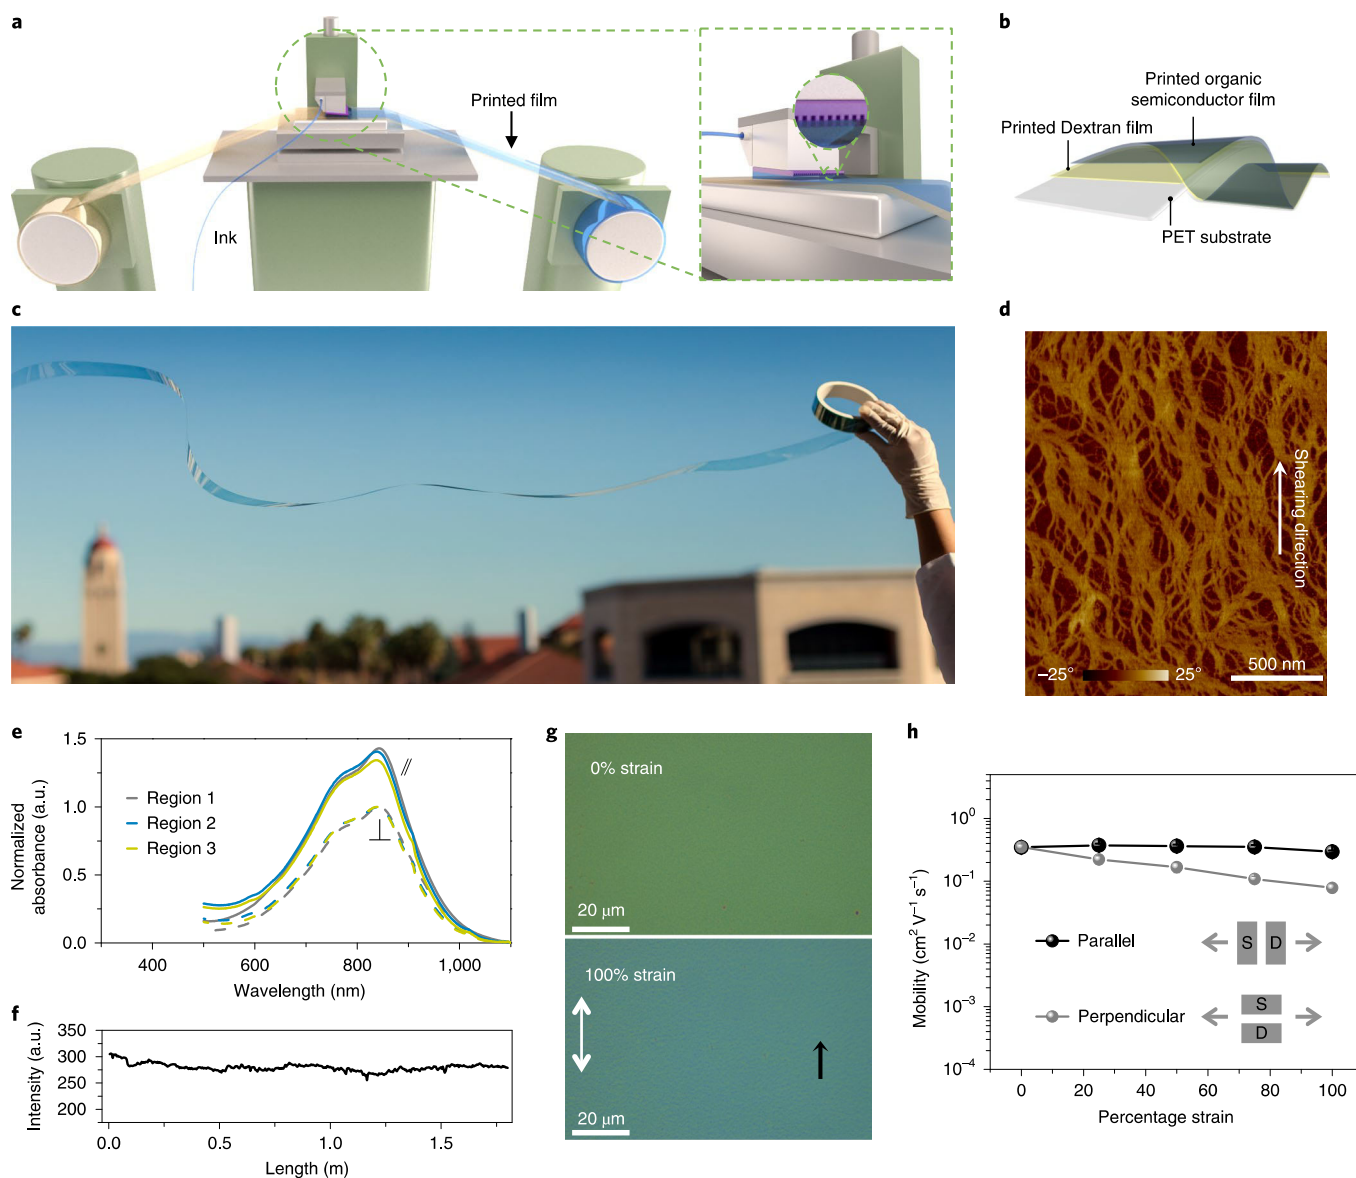 a
Printed film
Ink
b
Printed organic
semiconductor film
Printed Dextran film
PET substrate
c
d
Shearing direction
–25°
25°
500 nm
e
Normalized
absorbance (a.u.)
1.5
1.0
0.5
0.0
Region 1
Region 2
Region 3
//
⊥
400
600
800
1,000
Wavelength (nm)
f
Intensity (a.u.)
350
300
250
200
0.0
0.5
1.0
1.5
Length (m)
g
0% strain
20 μm
100% strain
20 μm
h
Mobility (cm² V⁻¹ s⁻¹)
10⁰
10⁻¹
10⁻²
10⁻³
10⁻⁴
Parallel
S D
Perpendicular
S
D
0
20
40
60
80
100
Percentage strain